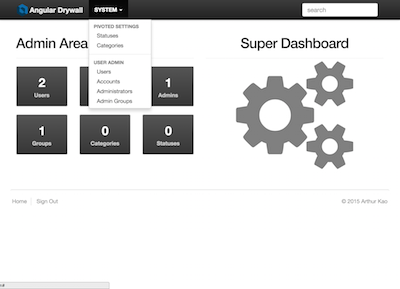 Angular Drywall
SYSTEM
search
PIVOTED SETTINGS
Statuses
Categories
USER ADMIN
Users
Accounts
Administrators
Admin Groups
Admin Area
Super Dashboard
2
Users
1
Admins
1
Groups
0
Categories
0
Statuses
Home
Sign Out
© 2015 Arthur Kao